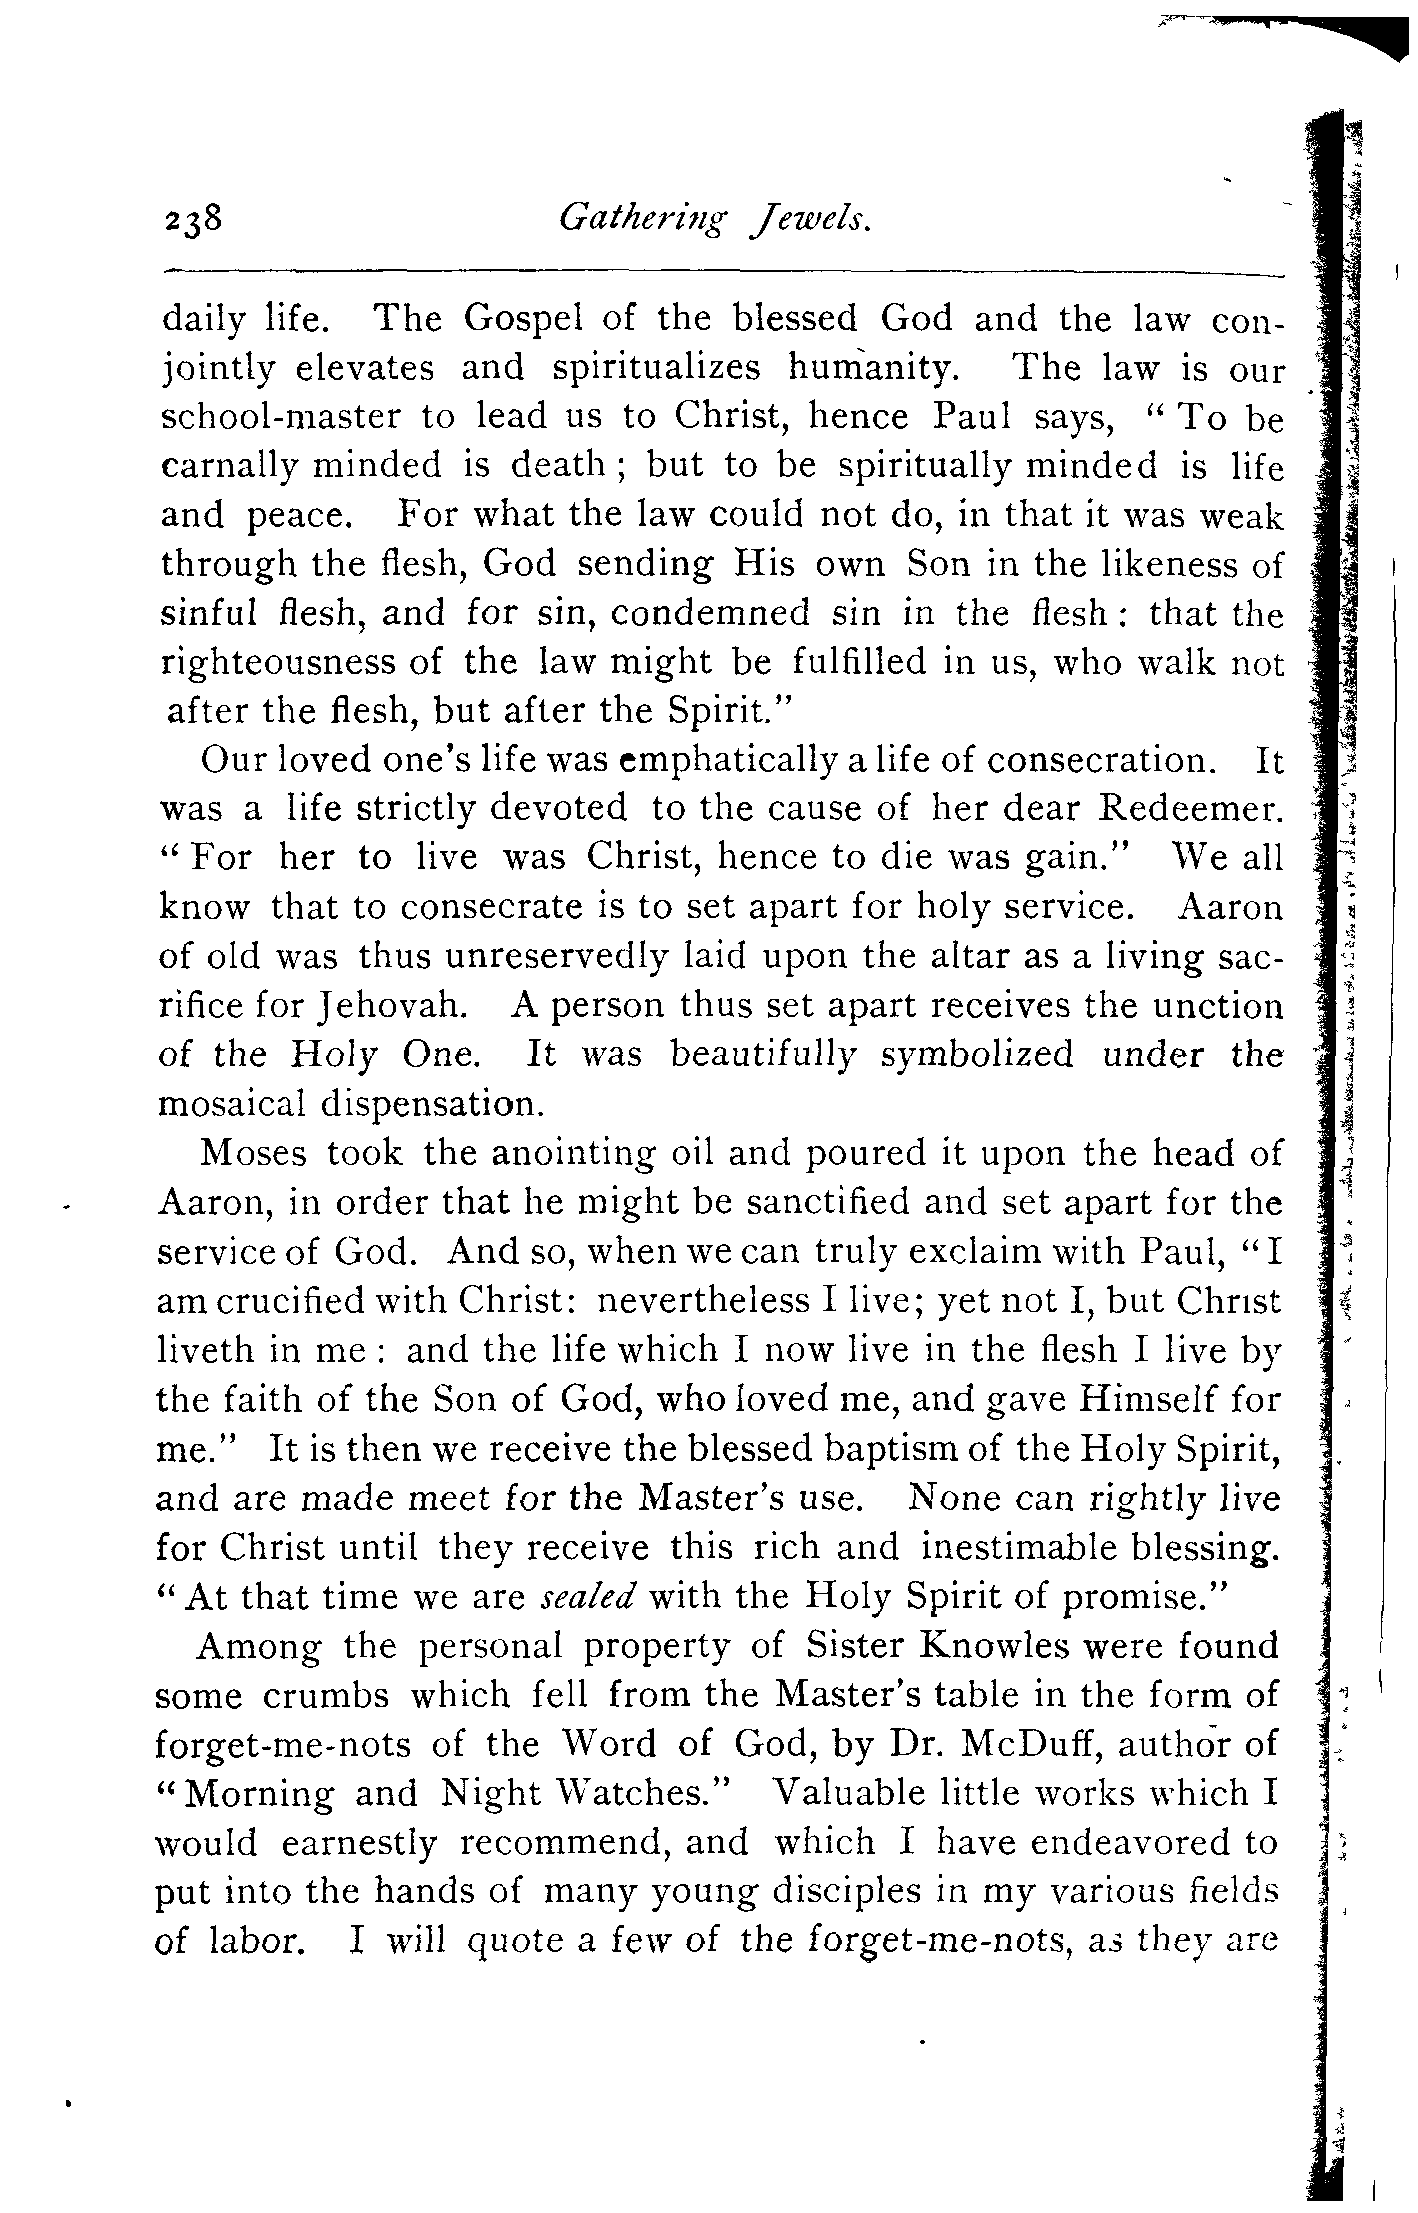 238 Gathering Jewels.
daily life. The Gospel of the blessed God and the law con-
jointly elevates and spiritualizes humanity. The law is our
school-master to lead us to Christ, hence Paul says, “ To be
carnally minded is death ; but to be spiritually minded is life
and peace. For what the law could not do, in that it was weak
through the flesh, God sending His own Son in the likeness of
sinful flesh, and for sin, condemned sin in the flesh : that the
righteousness of the law might be fulfilled in us, who walk not
after the flesh, but after the Spirit.”
Our loved one’s life was emphatically a life of consecration. It
was a life strictly devoted to the cause of her dear Redeemer.
“ For her to live was Christ, hence to die was gain.” We all
know that to consecrate is to set apart for holy service. Aaron
of old was thus unreservedly laid upon the altar as a living sac-
rifice for Jehovah. A person thus set apart receives the unction
of the Holy One. It was beautifully symbolized under the
mosaical dispensation.
Moses took the anointing oil and poured it upon the head of
Aaron, in order that he might be sanctified and set apart for the
service of God. And so, when we can truly exclaim with Paul, “ I
am crucified with Christ: nevertheless I live; yet not I, but Christ
liveth in me : and the life which I now live in the flesh I live by
the faith of the Son of God, who loved me, and gave Himself for
me.” It is then we receive the blessed baptism of the Holy Spirit,
and are made meet for the Master’s use. None can rightly live
for Christ until they receive this rich and inestimable blessing.
“ At that time we are sealed with the Holy Spirit of promise.”
Among the personal property of Sister Knowles were found
some crumbs which fell from the Master’s table in the form of
forget-me-nots of the Word of God, by Dr. McDuff, author of
“ Morning and Night Watches.” Valuable little works which I
would earnestly recommend, and which I have endeavored to
put into the hands of many young disciples in my various fields
of labor. I will quote a few of the forget-me-nots, as they are